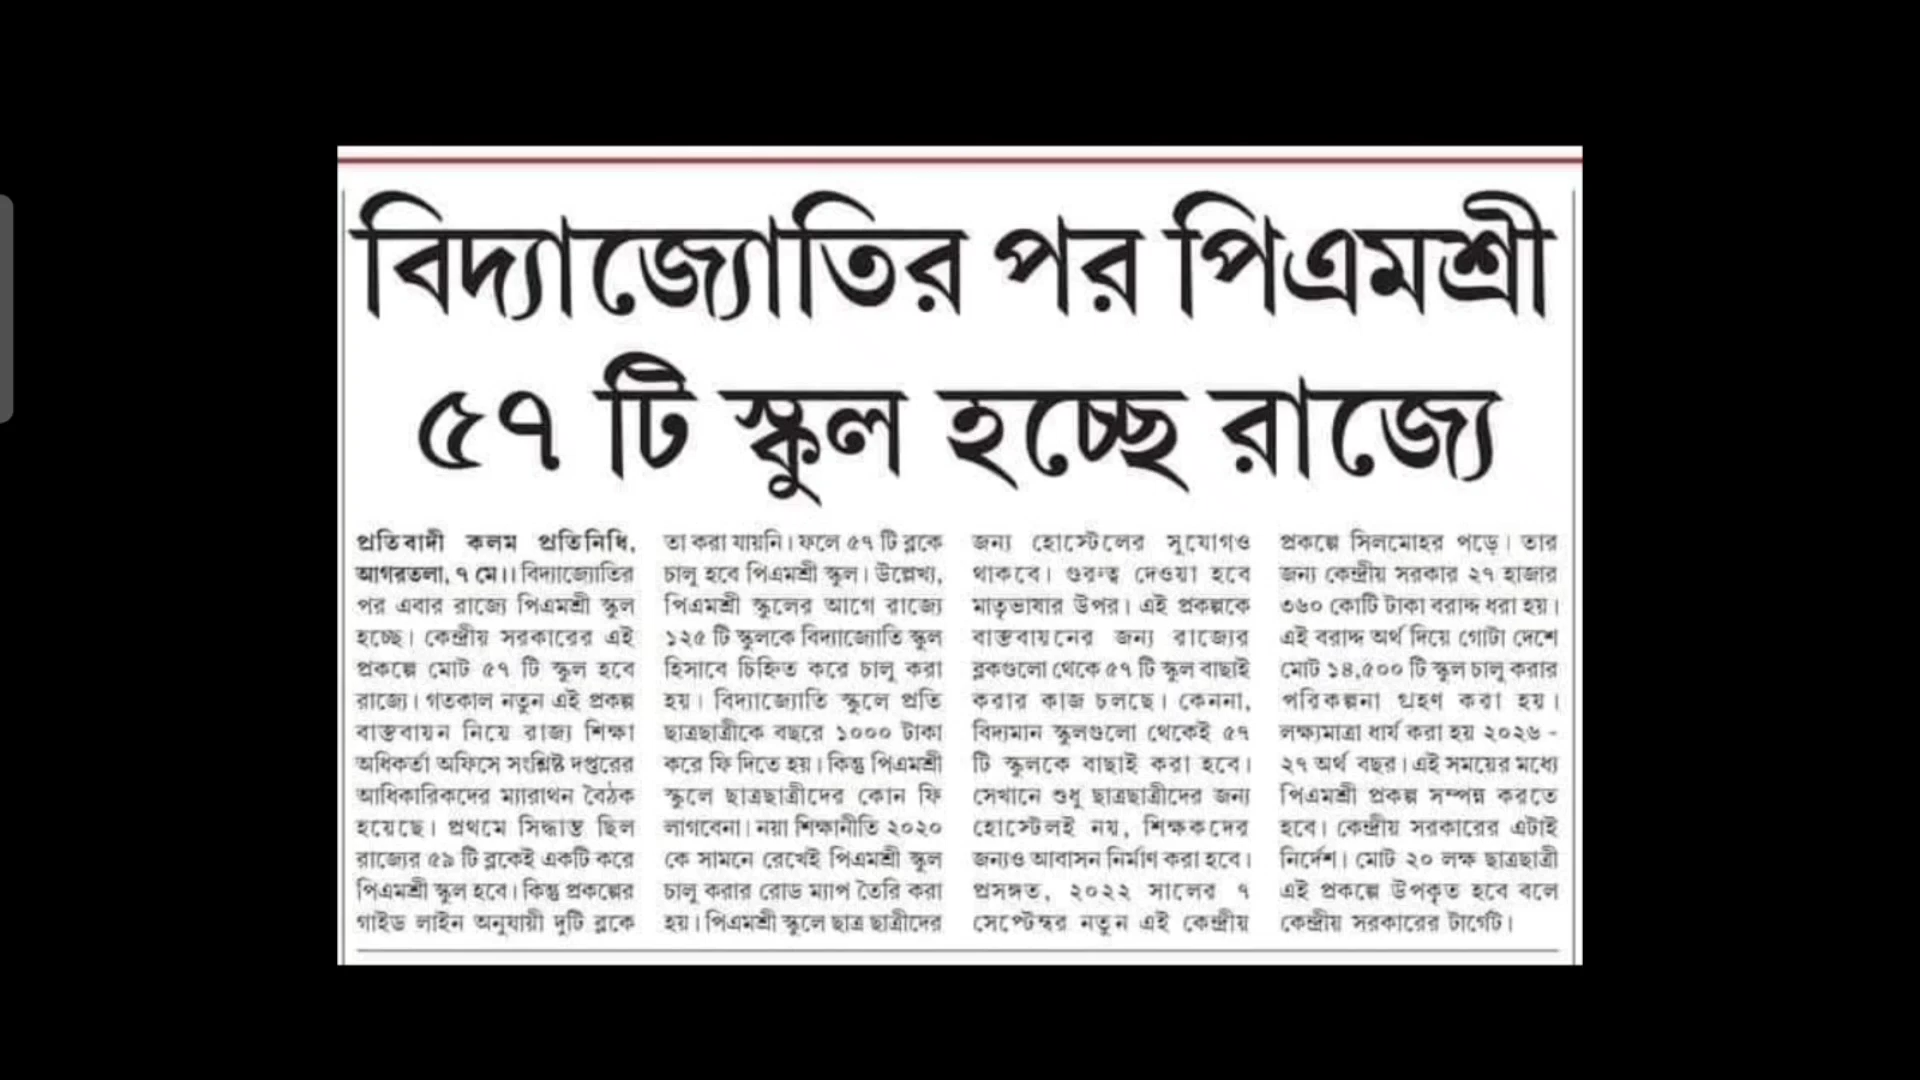 বিদ্যাজ্যোতির পর পিএমশ্রী
৫৭ টি স্কুল হচ্ছে রাজ্যে
প্রতিবাদী কলম প্রতিনিধি,
আগরতলা, ৭ মে।। বিদ্যাজ্যোতির
পর এবার রাজ্যে পিএমশ্রী স্কুল
হচ্ছে। কেন্দ্রীয় সরকারের এই
প্রকল্পে মোট ৫৭ টি স্কুল হবে
রাজ্যে। গতকাল নতুন এই প্রকল্প
বাস্তবায়ন নিয়ে রাজ্য শিক্ষা
অধিকর্তা অফিসে সংশ্লিষ্ট দপ্তরের
আধিকারিকদের ম্যারাথন বৈঠক
হয়েছে। প্রথমে সিদ্ধান্ত ছিল
রাজ্যের ৫৯ টি ব্লকেই একটি করে
পিএমশ্রী স্কুল হবে। কিন্তু প্রকল্পের
গাইড লাইন অনুযায়ী দুটি ব্লকে
তা করা যায়নি। ফলে ৫৭ টি ব্লকে
চালু হবে পিএমশ্রী স্কুল। উল্লেখ্য,
পিএমশ্রী স্কুলের আগে রাজ্যে
১২৫ টি স্কুলকে বিদ্যাজ্যোতি স্কুল
হিসাবে চিহ্নিত করে চালু করা
হয়। বিদ্যাজ্যোতি স্কুলে প্রতি
ছাত্রছাত্রীকে বছরে ১০০০ টাকা
করে ফি দিতে হয়। কিন্তু পিএমশ্রী
স্কুলে ছাত্রছাত্রীদের কোন ফি
লাগবেনা। নয়া শিক্ষানীতি ২০২০
কে সামনে রেখেই পিএমশ্রী স্কুল
চালু করার রোড ম্যাপ তৈরি করা
হয়। পিএমশ্রী স্কুলে ছাত্র ছাত্রীদের
জন্য হোস্টেলের সুযোগও
থাকবে। গুরুত্ব দেওয়া হবে
মাতৃভাষার উপর। এই প্রকল্পকে
বাস্তবায়নের জন্য রাজ্যের
ব্লকগুলো থেকে ৫৭ টি স্কুল বাছাই
করার কাজ চলছে। কেননা,
বিদ্যমান স্কুলগুলো থেকেই ৫৭
টি স্কুলকে বাছাই করা হবে।
সেখানে শুধু ছাত্রছাত্রীদের জন্য
হোস্টেলই নয়, শিক্ষকদের
জন্যও আবাসন নির্মাণ করা হবে।
প্রসঙ্গত, ২০২২ সালের ৭
সেপ্টেম্বর নতুন এই কেন্দ্রীয়
প্রকল্পে সিলমোহর পড়ে। তার
জন্য কেন্দ্রীয় সরকার ২৭ হাজার
৩৬০ কোটি টাকা বরাদ্দ ধরা হয়।
এই বরাদ্দ অর্থ দিয়ে গোটা দেশে
মোট ১৪,৫০০ টি স্কুল চালু করার
পরিকল্পনা গ্রহণ করা হয়।
লক্ষ্যমাত্রা ধার্য করা হয় ২০২৬ -
২৭ অর্থ বছর। এই সময়ের মধ্যে
পিএমশ্রী প্রকল্প সম্পন্ন করতে
হবে। কেন্দ্রীয় সরকারের এটাই
নির্দেশ। মোট ২০ লক্ষ ছাত্রছাত্রী
এই প্রকল্পে উপকৃত হবে বলে
কেন্দ্রীয় সরকারের টার্গেট।